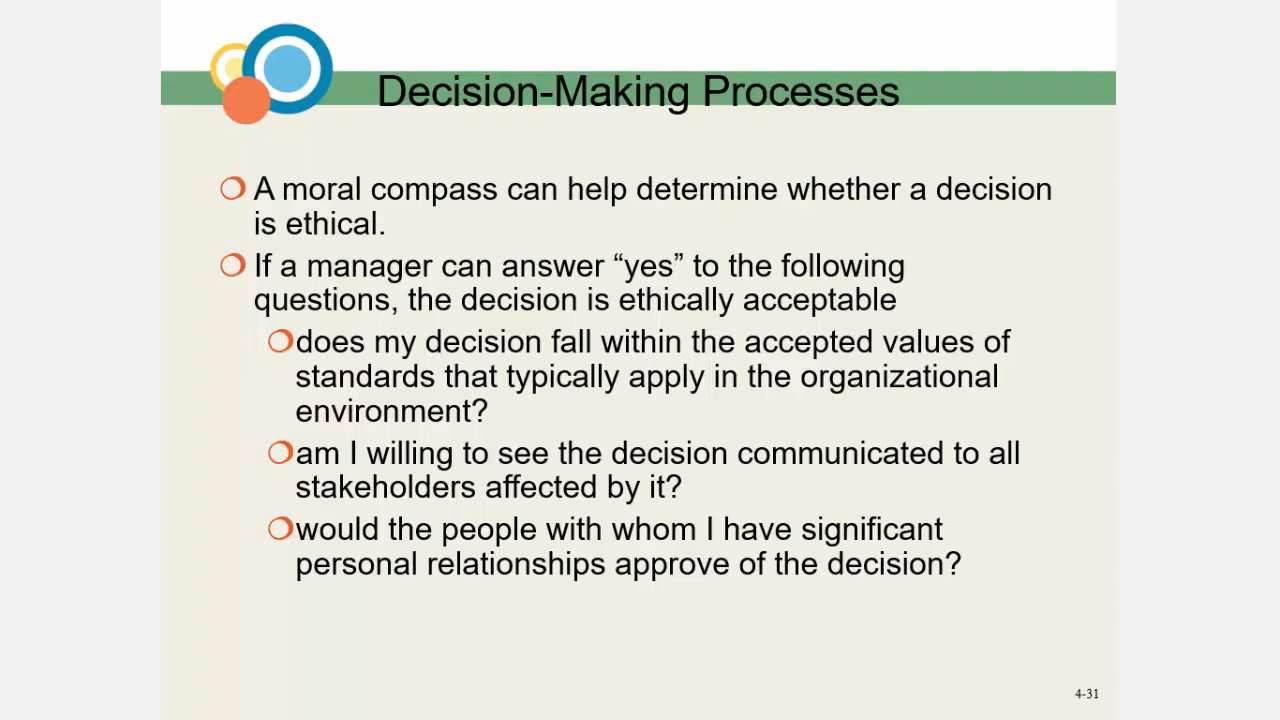 Decision-Making Processes
A moral compass can help determine whether a decision
is ethical.
If a manager can answer “yes” to the following
questions, the decision is ethically acceptable
does my decision fall within the accepted values of
standards that typically apply in the organizational
environment?
am I willing to see the decision communicated to all
stakeholders affected by it?
would the people with whom I have significant
personal relationships approve of the decision?
4-31